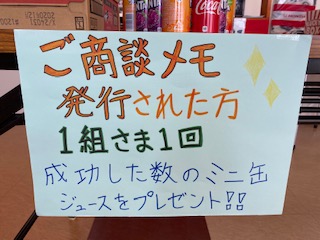 ご商談メモ
発行された方
1組さま1回
成功した数のミニ缶
ジュースをプレゼント!!